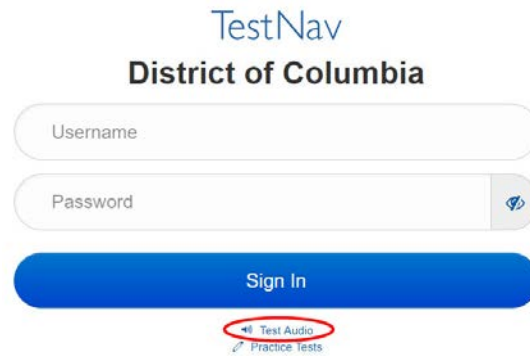 TestNav
District of Columbia
Username
Password
Sign In
Test Audio
Practice Tests